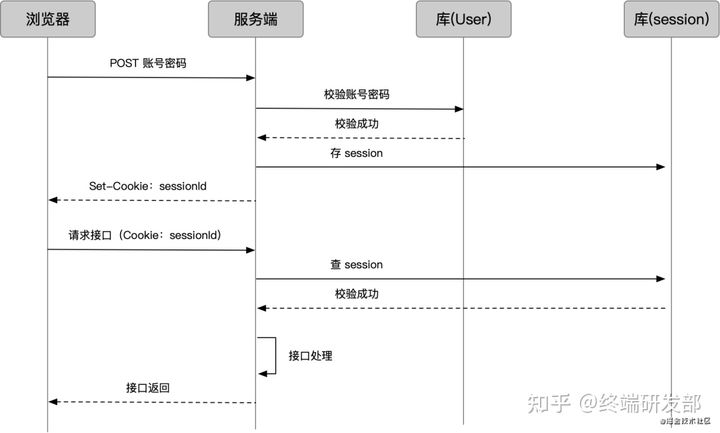 浏览器
服务端
库(User)
库(session)
POST 账号密码
校验账号密码
校验成功
存 session
Set-Cookie：sessionId
请求接口（Cookie：sessionId）
查 session
校验成功
接口处理
接口返回
知乎 @终端研发部
@掘金技术社区